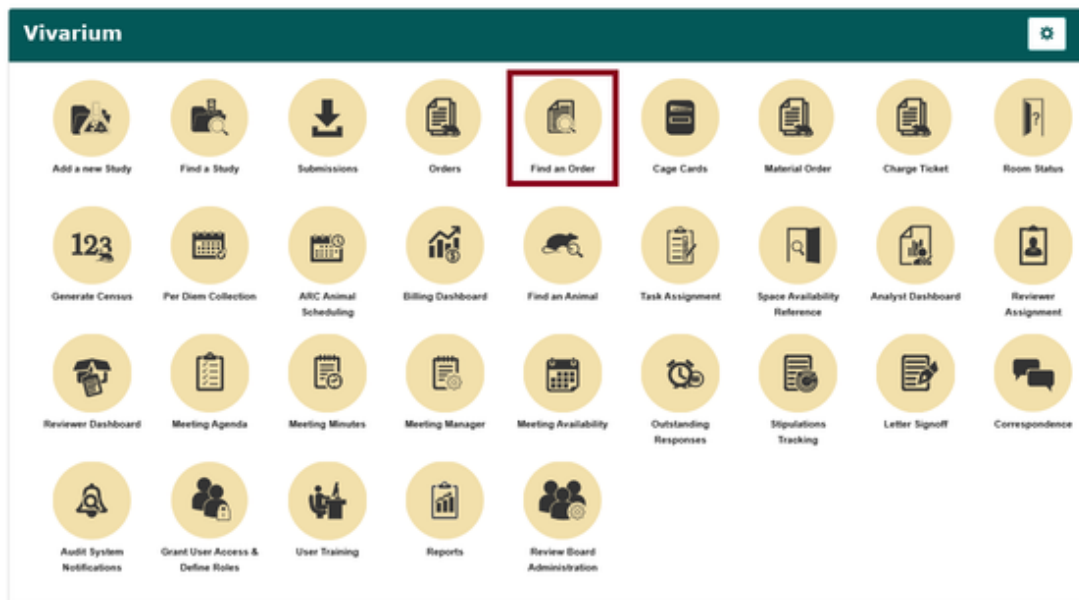 Vivarium
Add a new Study
Find a Study
Submissions
Orders
Find an Order
Cage Cards
Material Order
Charge Ticket
Room Status
?
123
Generate Census
Per Diem Collection
ARC Animal
Scheduling
Billing Dashboard
Find an Animal
Task Assignment
Space Availability
Reference
Analyst Dashboard
Reviewer
Assignment
Reviewer Dashboard
Meeting Agenda
Meeting Minutes
Meeting Manager
Meeting Availability
Outstanding
Responses
Stipulations
Tracking
Letter Signoff
Correspondence
Audit System
Notifications
Grant User Access &
Define Roles
User Training
Reports
Review Board
Administration